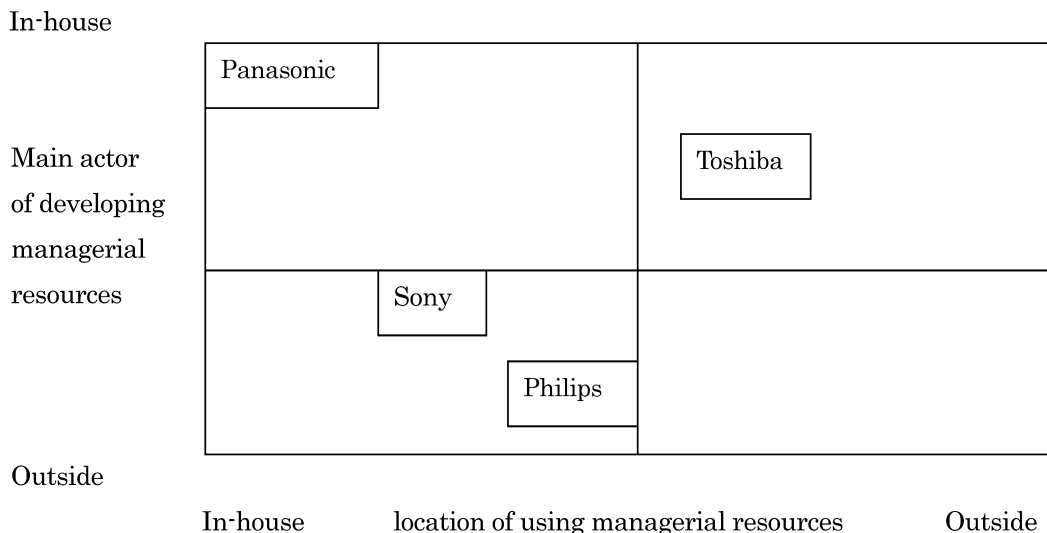 In-house
Panasonic
Toshiba
Main actor
of developing
managerial
resources
Sony
Philips
Outside
In-house location of using managerial resources Outside